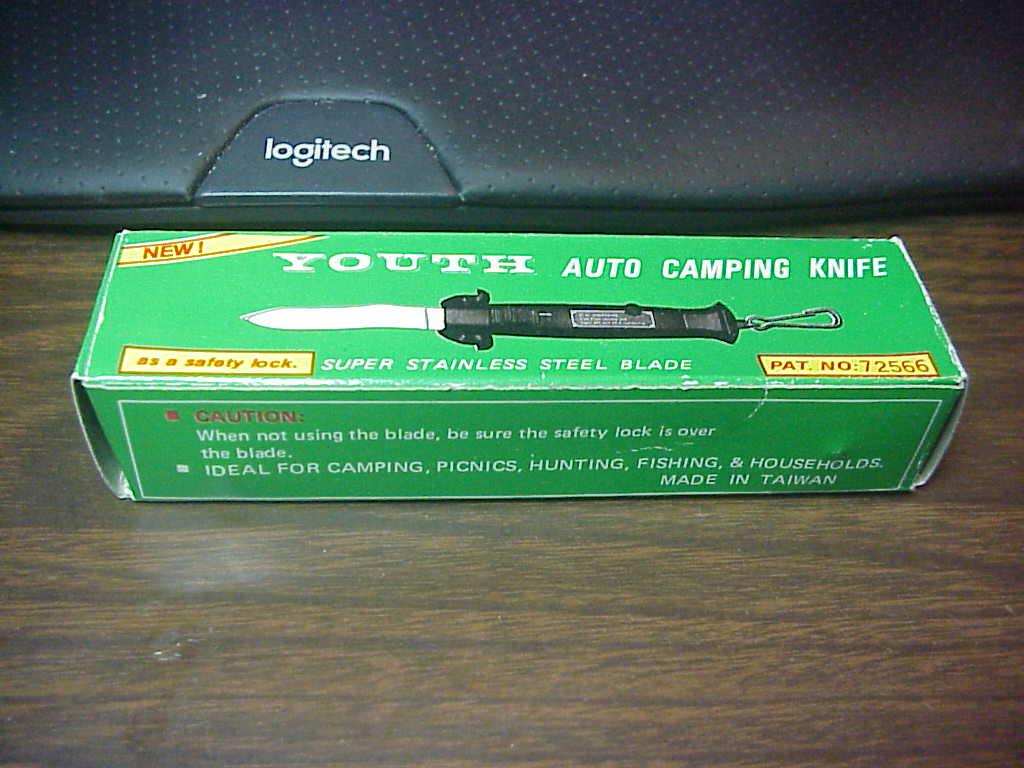 logitech
NEW!
YOUTH AUTO CAMPING KNIFE
as a safety lock. SUPER STAINLESS STEEL BLADE PAT. NO:72566
CAUTION:
When not using the blade, be sure the safety lock is over
the blade.
IDEAL FOR CAMPING, PICNICS, HUNTING, FISHING, & HOUSEHOLDS.
MADE IN TAIWAN